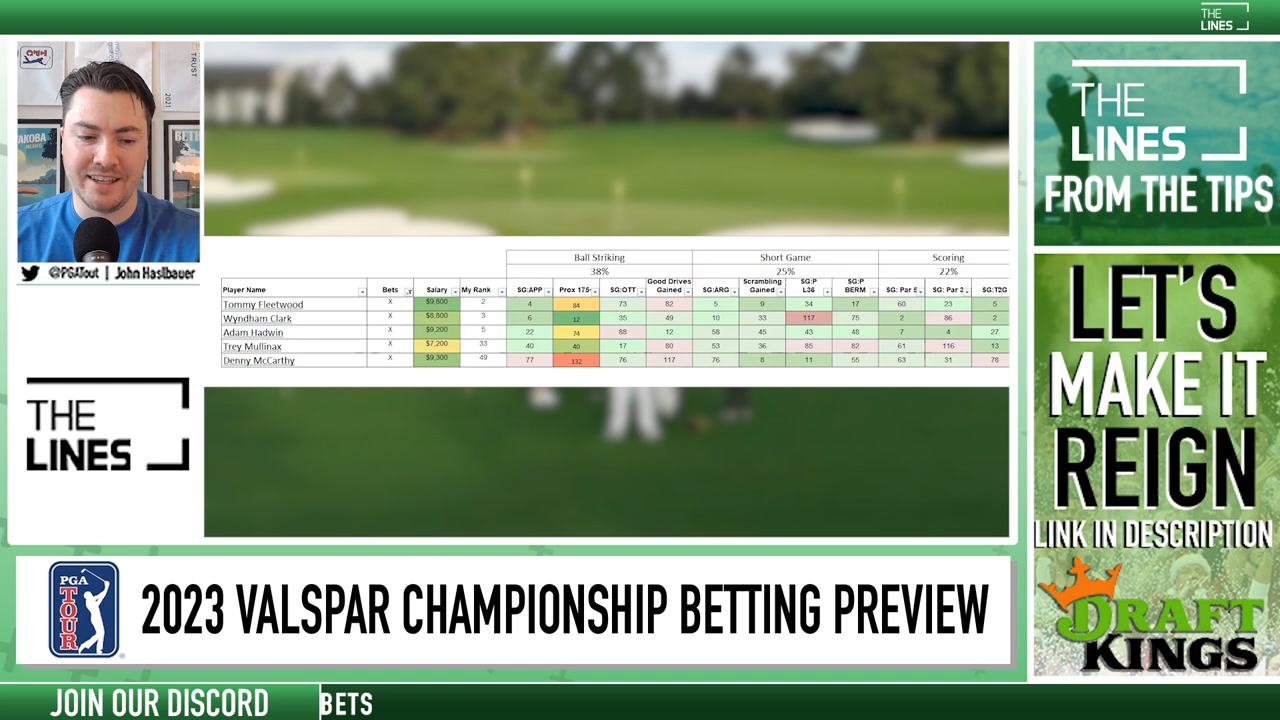 THE
LINES
TRUST
2021
@PGATout | John Haslbauer
THE
LINES
Ball Striking Short Game Scoring
38% 25% 22%
Player Name Bets Salary My Rank SG:APP Prox 175- SG:OTT Good Drives Gained SG:ARG Scrambling Gained SG:P L36 SG:P BERM SG: Par 5 SG: Par 3 SG:T2G
Tommy Fleetwood X $9,800 2 4 84 73 82 5 9 34 17 60 23 5
Wyndham Clark X $8,800 3 6 12 35 49 10 33 117 75 2 86 2
Adam Hadwin X $9,200 5 22 74 88 12 58 45 43 48 7 4 27
Trey Mullinax X $7,200 33 40 40 17 80 53 36 85 82 61 116 13
Denny McCarthy X $9,300 49 77 132 76 117 76 8 11 55 63 31 78
THE
LINES
FROM THE TIPS
LET'S
MAKE IT
REIGN
LINK IN DESCRIPTION
DRAFT
KINGS
PGA
TOUR
2023 VALSPAR CHAMPIONSHIP BETTING PREVIEW
JOIN OUR DISCORD
BETS